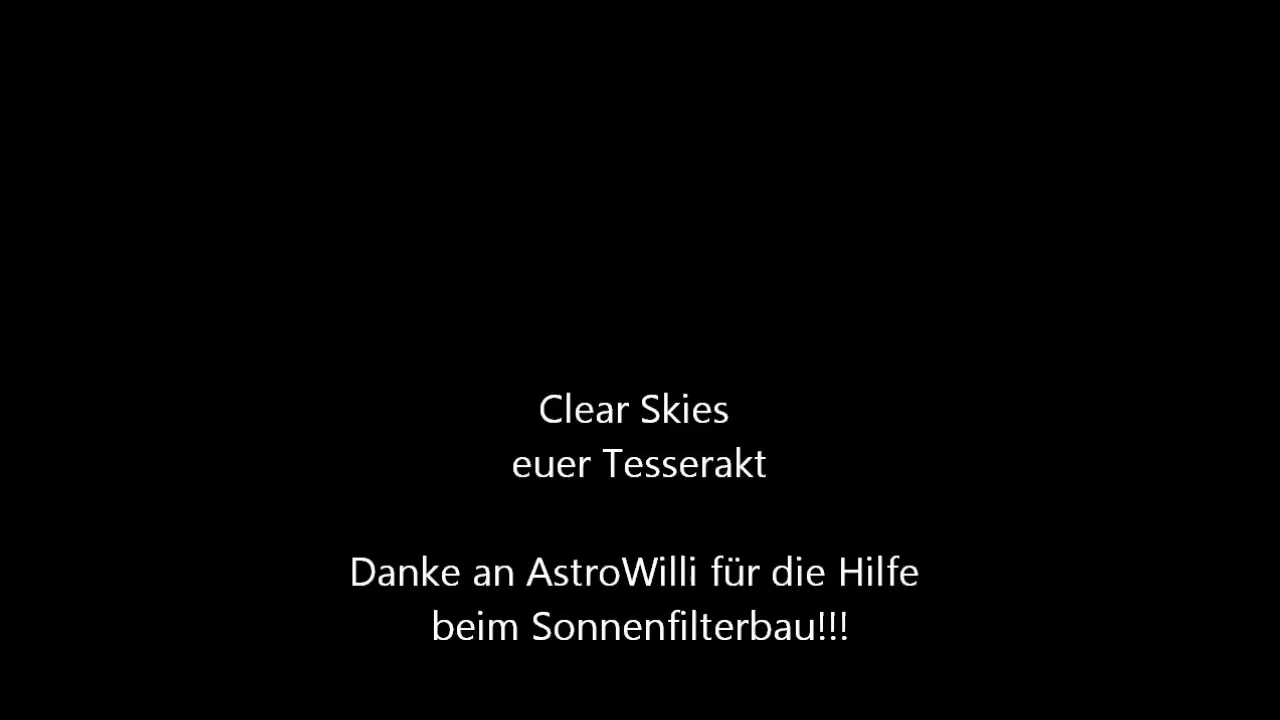 Clear Skies
euer Tesserakt
Danke an AstroWilli für die Hilfe
beim Sonnenfilterbau!!!